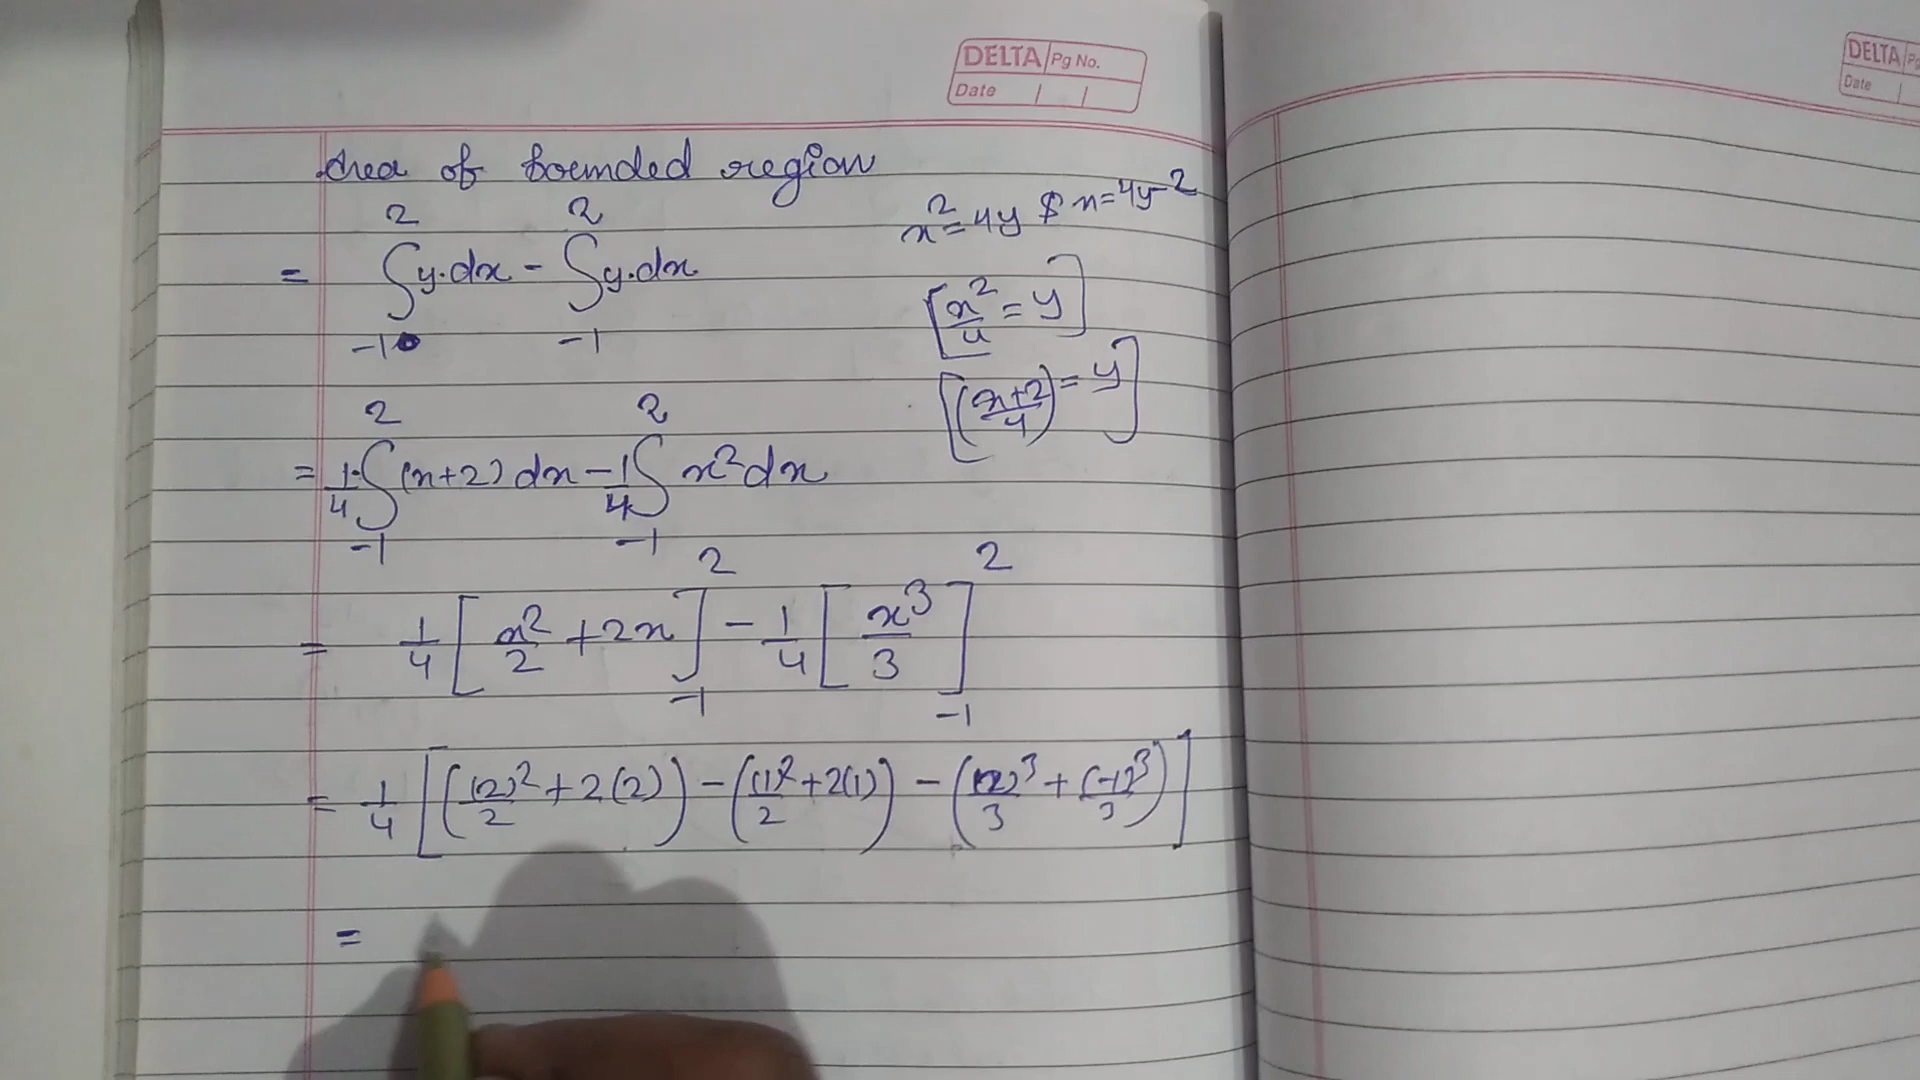 DELTA Pg No.
Date
DELTA Pg
Date
Area of bounded region
x² = 4y & x = 4y - 2
= ∫₋₁² y.dx - ∫₋₁² y.dx
[x²/4 = y]
[(x+2/4) = y]
= 1/4 ∫₋₁² (x+2) dx - 1/4 ∫₋₁² x² dx
= 1/4 [x²/2 + 2x]₋₁² - 1/4 [x³/3]₋₁²
= 1/4 [((2)²/2 + 2(2)) - ((1)²/2 + 2(1)) - ((2)³/3 + (-1)³/3)]
=